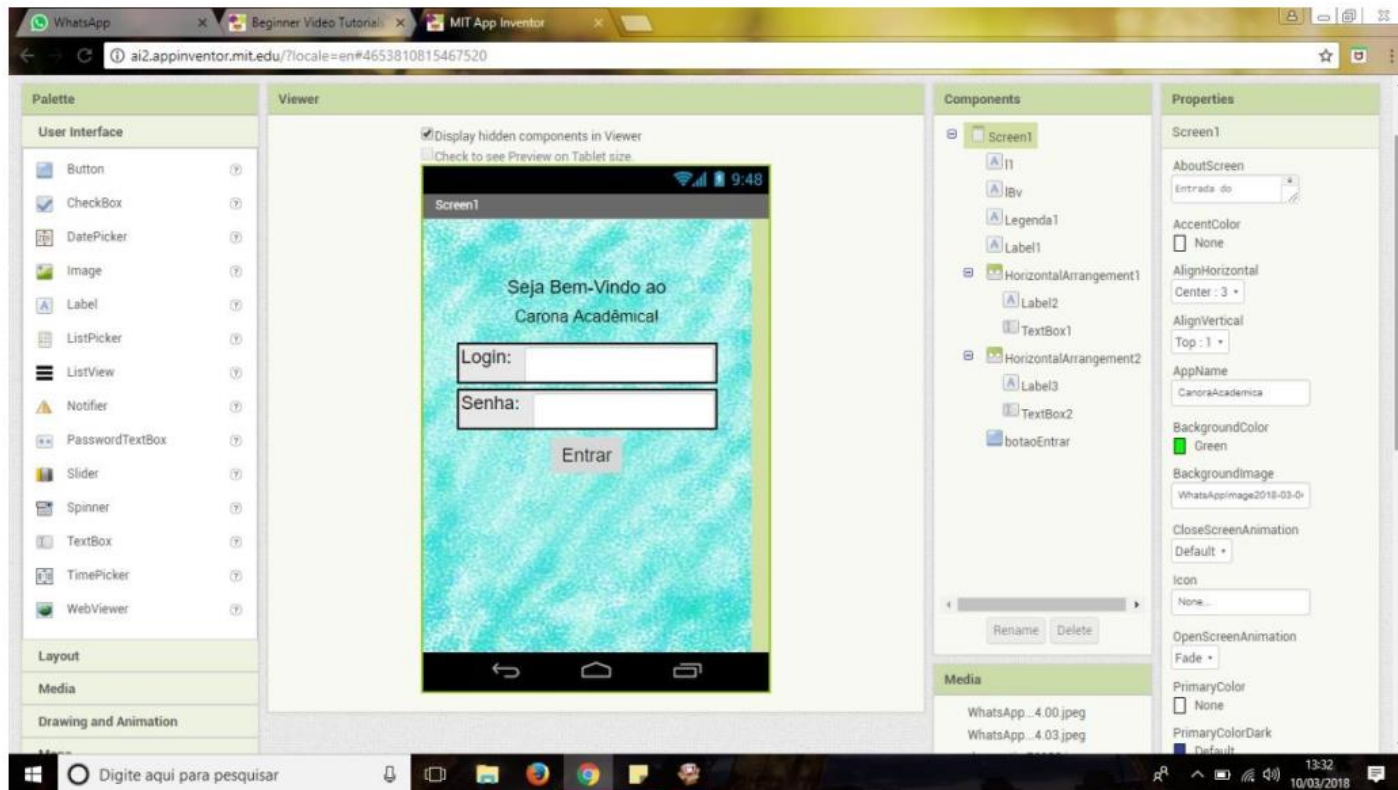 WhatsApp
Beginner Video Tutorials
MIT App Inventor
ai2.appinventor.mit.edu/?locale=en#4653810815467520
Palette
User Interface
Button
CheckBox
DatePicker
Image
Label
ListPicker
ListView
Notifier
PasswordTextBox
Slider
Spinner
TextBox
TimePicker
WebViewer
Layout
Media
Drawing and Animation
Viewer
Display hidden components in Viewer
Check to see Preview on Tablet size.
9:48
Screen1
Seja Bem-Vindo ao
Carona Acadêmica!
Login:
Senha:
Entrar
Components
Screen1
l1
lBv
Legenda1
Label1
HorizontalArrangement1
Label2
TextBox1
HorizontalArrangement2
Label3
TextBox2
botaoEntrar
Rename Delete
Media
WhatsApp...4.00.jpeg
WhatsApp...4.03.jpeg
Properties
Screen1
AboutScreen
Entrada do
AccentColor
None
AlignHorizontal
Center : 3
AlignVertical
Top : 1
AppName
CanoraAcademica
BackgroundColor
Green
BackgroundImage
WhatsAppImage2018-03-0
CloseScreenAnimation
Default
Icon
None...
OpenScreenAnimation
Fade
PrimaryColor
None
PrimaryColorDark
Default
Digite aqui para pesquisar
13:32
10/03/2018